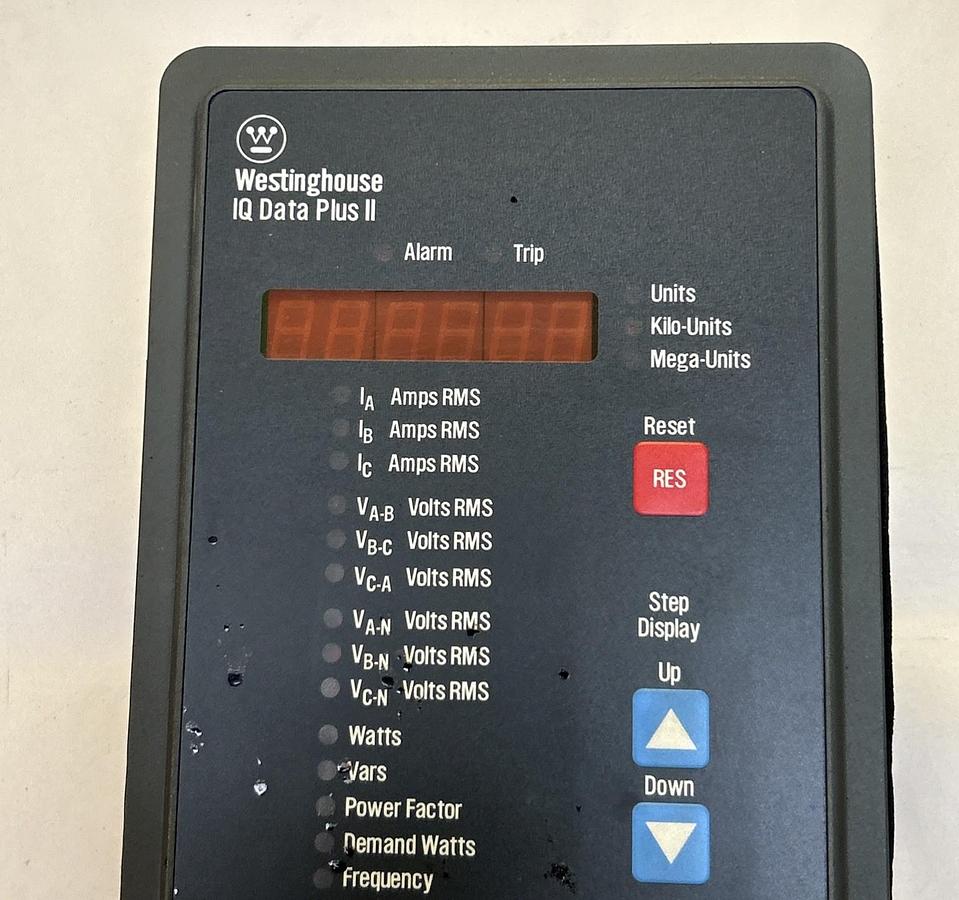 W
Westinghouse
IQ Data Plus II
Alarm Trip
Units
Kilo-Units
Mega-Units
IA Amps RMS
IB Amps RMS
IC Amps RMS
VA-B Volts RMS
VB-C Volts RMS
VC-A Volts RMS
VA-N Volts RMS
VB-N Volts RMS
VC-N Volts RMS
Watts
Vars
Power Factor
Demand Watts
Frequency
Reset
RES
Step
Display
Up
Down